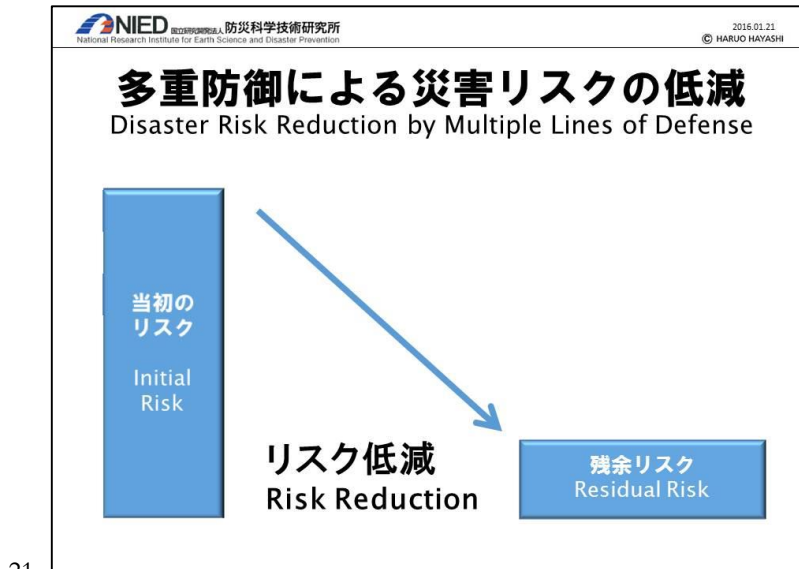 NIED 国立研究開発法人 防災科学技術研究所
National Research Institute for Earth Science and Disaster Prevention
2016.01.21
© HARUO HAYASHI
多重防御による災害リスクの低減
Disaster Risk Reduction by Multiple Lines of Defense
当初の
リスク
Initial
Risk
リスク低減
Risk Reduction
残余リスク
Residual Risk
21